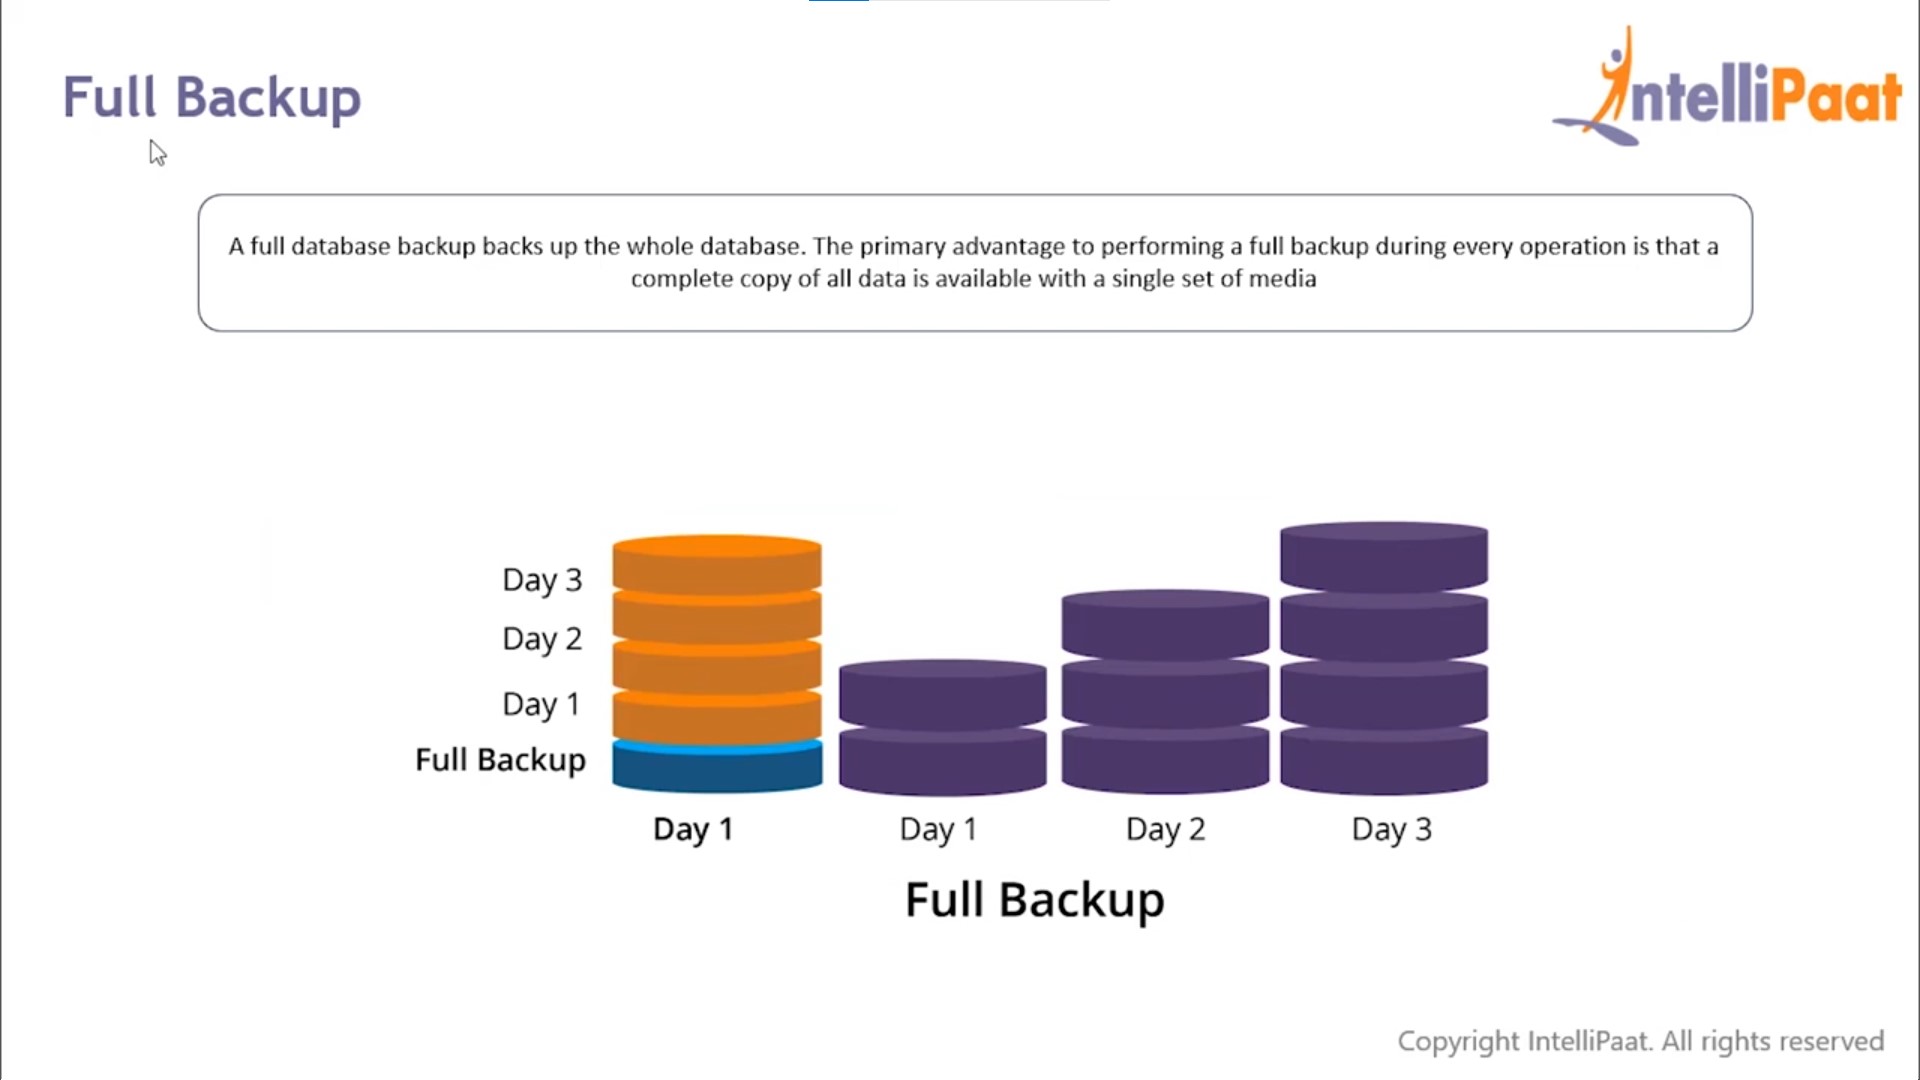 Full Backup
IntelliPaat
A full database backup backs up the whole database. The primary advantage to performing a full backup during every operation is that a
complete copy of all data is available with a single set of media
Day 3
Day 2
Day 1
Full Backup
Day 1 Day 1 Day 2 Day 3
Full Backup
Copyright IntelliPaat. All rights reserved